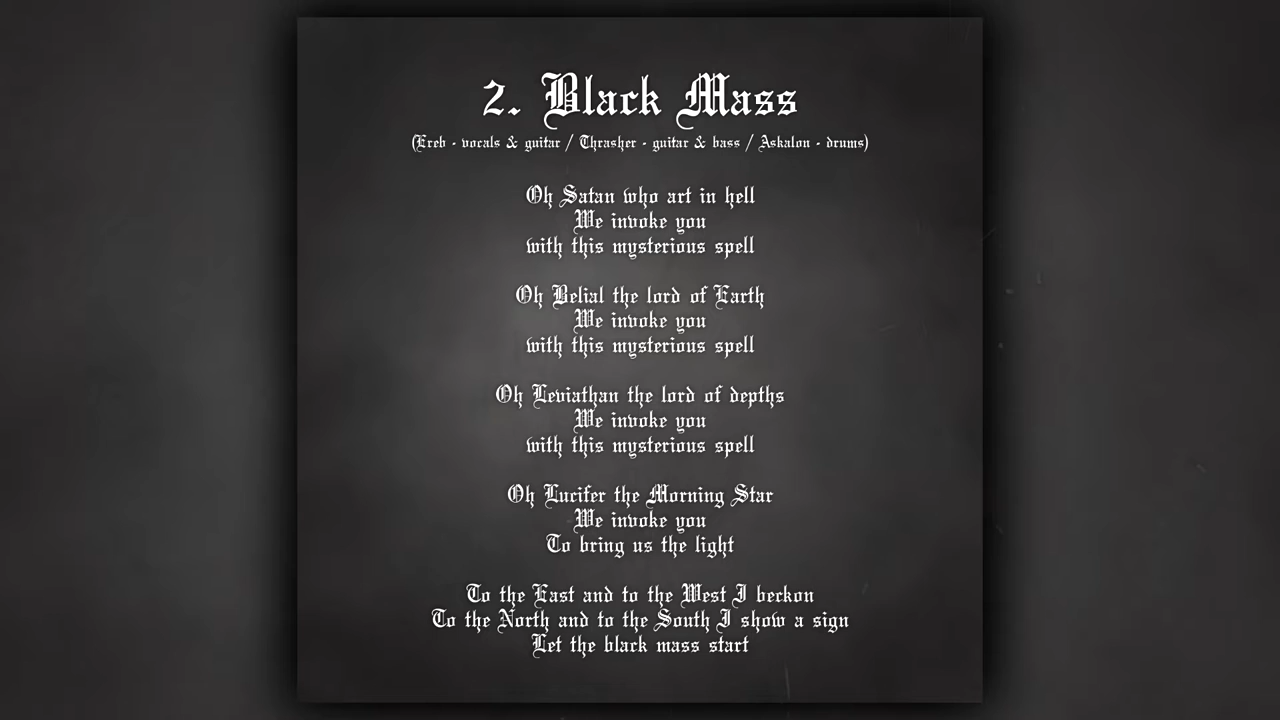 2. Black Mass
(Ereb - vocals & guitar / Thrasher - guitar & bass / Askalon - drums)
Oh Satan who art in hell
We invoke you
with this mysterious spell
Oh Belial the lord of Earth
We invoke you
with this mysterious spell
Oh Leviathan the lord of depths
We invoke you
with this mysterious spell
Oh Lucifer the Morning Star
We invoke you
To bring us the light
To the East and to the West I beckon
To the North and to the South I show a sign
Let the black mass start